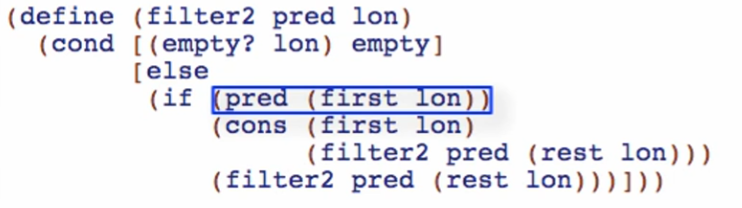 (define (filter2 pred lon)
  (cond [(empty? lon) empty]
        [else
         (if (pred (first lon))
             (cons (first lon)
                   (filter2 pred (rest lon)))
             (filter2 pred (rest lon)))]))